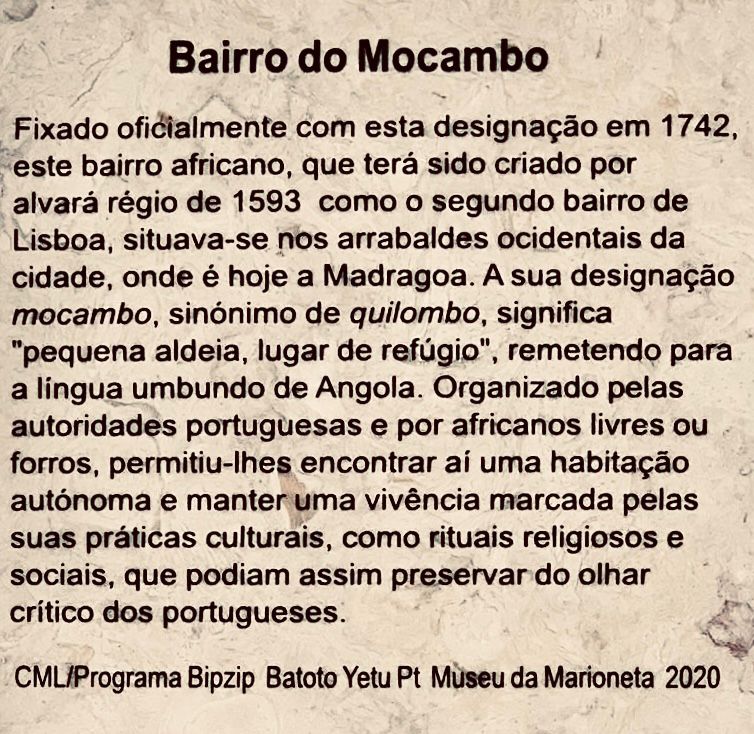 Bairro do Mocambo
Fixado oficialmente com esta designação em 1742,
este bairro africano, que terá sido criado por
alvará régio de 1593 como o segundo bairro de
Lisboa, situava-se nos arrabaldes ocidentais da
cidade, onde é hoje a Madragoa. A sua designação
mocambo, sinónimo de quilombo, significa
"pequena aldeia, lugar de refúgio", remetendo para
a língua umbundo de Angola. Organizado pelas
autoridades portuguesas e por africanos livres ou
forros, permitiu-lhes encontrar aí uma habitação
autónoma e manter uma vivência marcada pelas
suas práticas culturais, como rituais religiosos e
sociais, que podiam assim preservar do olhar
crítico dos portugueses.
CML/Programa Bipzip Batoto Yetu Pt Museu da Marioneta 2020